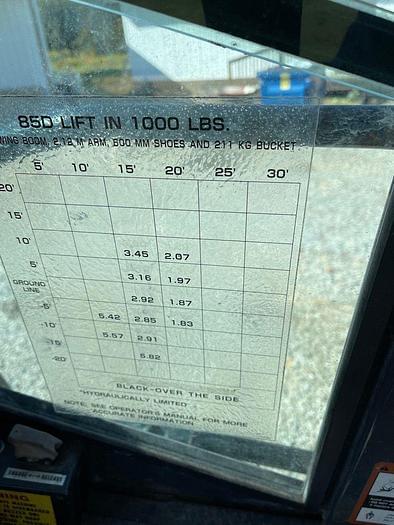 85D LIFT IN 1000 LBS.
BOOM, 2.12 M ARM, 600 MM SHOES AND 211 KG BUCKET
5' 10' 15' 20' 25' 30'
20'
15'
10'
3.45 2.07
5'
3.16 1.97
GROUND
LINE
2.92 1.87
-5'
5.42 2.85 1.83
-10'
5.57 2.91
-15'
5.82
-20'
BLACK-OVER THE SIDE
*HYDRAULICALLY LIMITED
NOTE: SEE OPERATOR'S MANUAL FOR MORE
ACCURATE INFORMATION
ENGAGE RELEASE